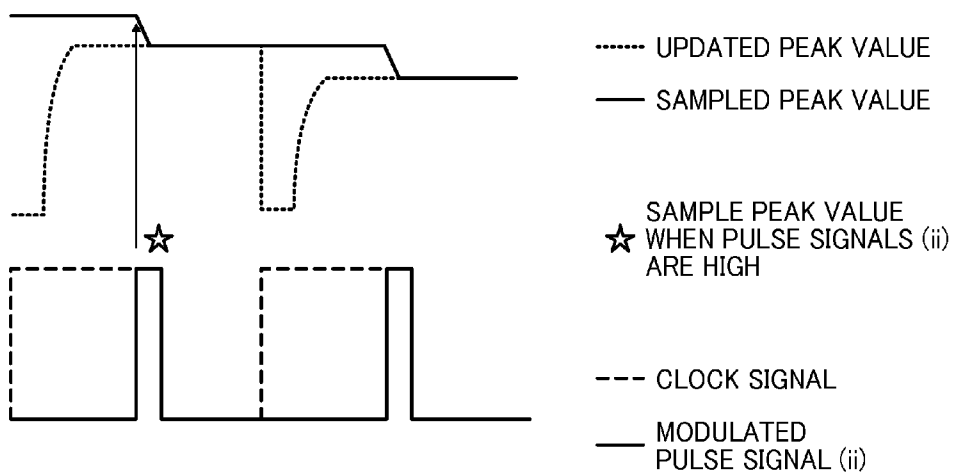 UPDATED PEAK VALUE
SAMPLED PEAK VALUE
SAMPLE PEAK VALUE
WHEN PULSE SIGNALS (ii)
ARE HIGH
CLOCK SIGNAL
MODULATED
PULSE SIGNAL (ii)